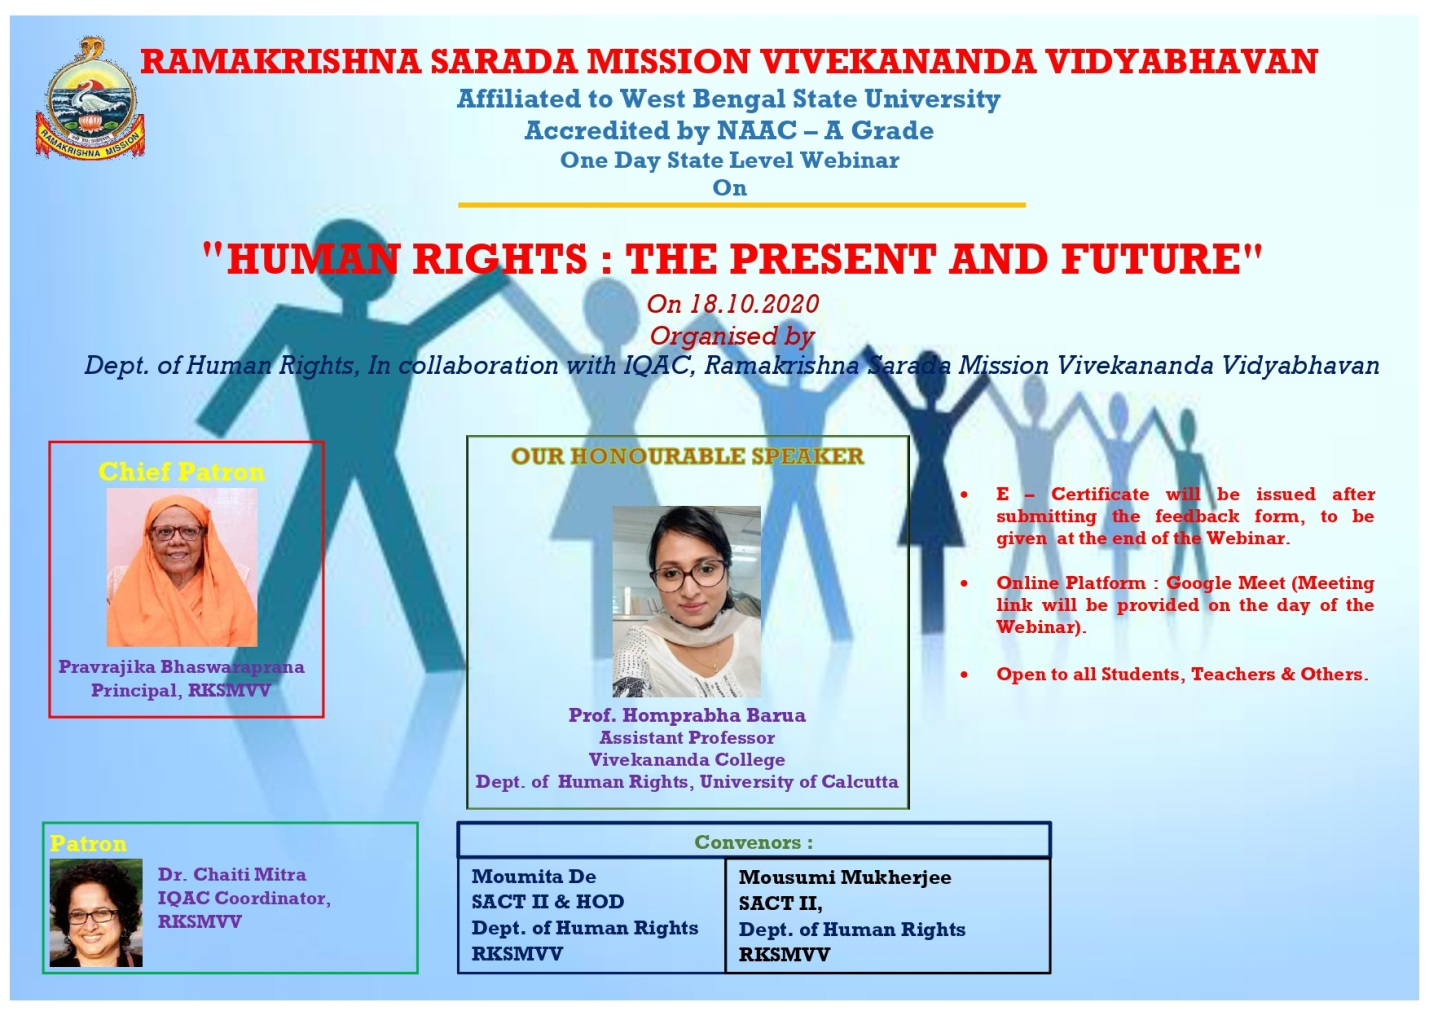 RAMAKRISHNA SARADA MISSION VIVEKANANDA VIDYABHAVAN
Affiliated to West Bengal State University
Accredited by NAAC – A Grade
One Day State Level Webinar
On
"HUMAN RIGHTS : THE PRESENT AND FUTURE"
On 18.10.2020
Organised by
Dept. of Human Rights, In collaboration with IQAC, Ramakrishna Sarada Mission Vivekananda Vidyabhavan
RAMAKRISHNA MISSION
Chief Patron
Pravrajika Bhaswaraprana
Principal, RKSMVV
OUR HONOURABLE SPEAKER
Prof. Homprabha Barua
Assistant Professor
Vivekananda College
Dept. of Human Rights, University of Calcutta
• E – Certificate will be issued after
submitting the feedback form, to be
given at the end of the Webinar.
• Online Platform : Google Meet (Meeting
link will be provided on the day of the
Webinar).
• Open to all Students, Teachers & Others.
Patron
Dr. Chaiti Mitra
IQAC Coordinator,
RKSMVV
Convenors :
Moumita De
SACT II & HOD
Dept. of Human Rights
RKSMVV
Mousumi Mukherjee
SACT II,
Dept. of Human Rights
RKSMVV